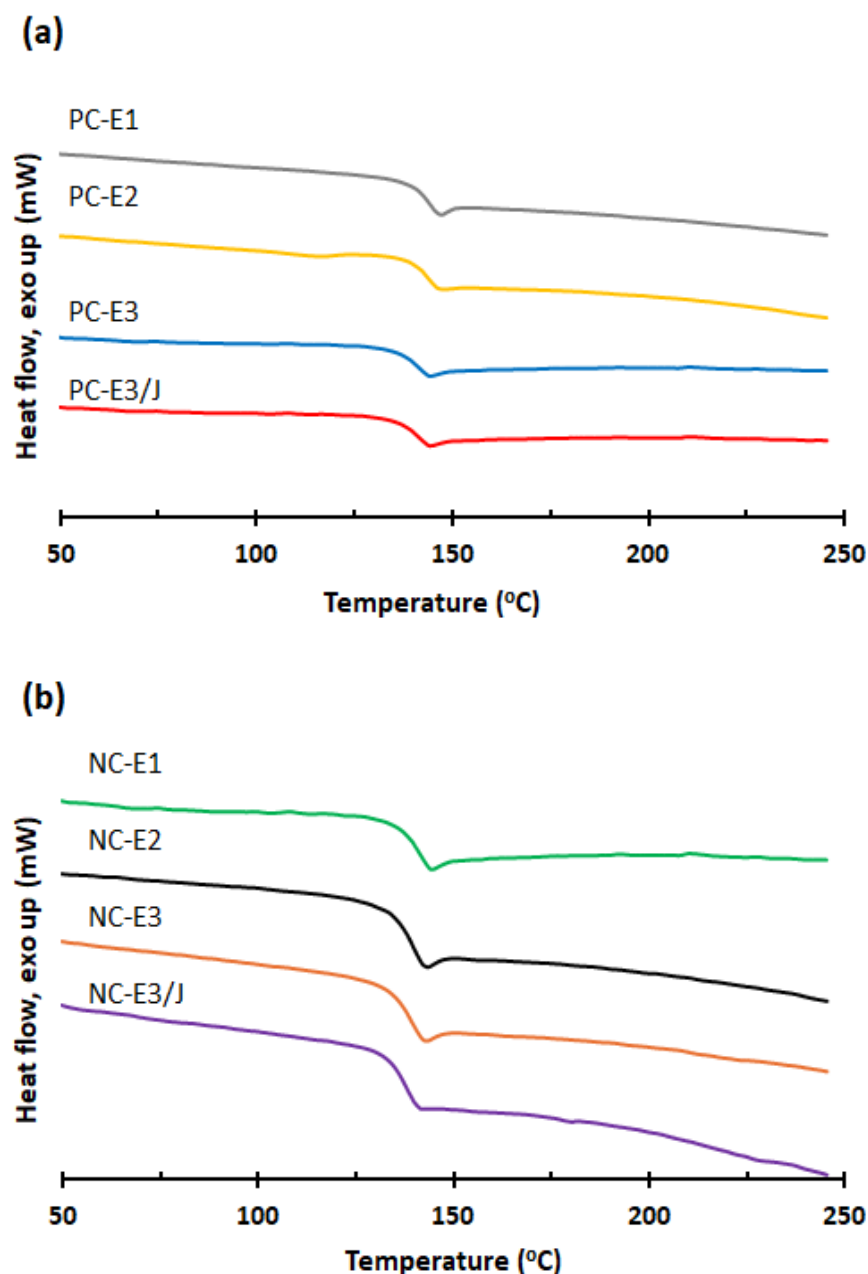 (a)
PC-E1
PC-E2
PC-E3
PC-E3/J
Heat flow, exo up (mW)
50 100 150 200 250
Temperature (ºC)
(b)
NC-E1
NC-E2
NC-E3
NC-E3/J
Heat flow, exo up (mW)
50 100 150 200 250
Temperature (ºC)